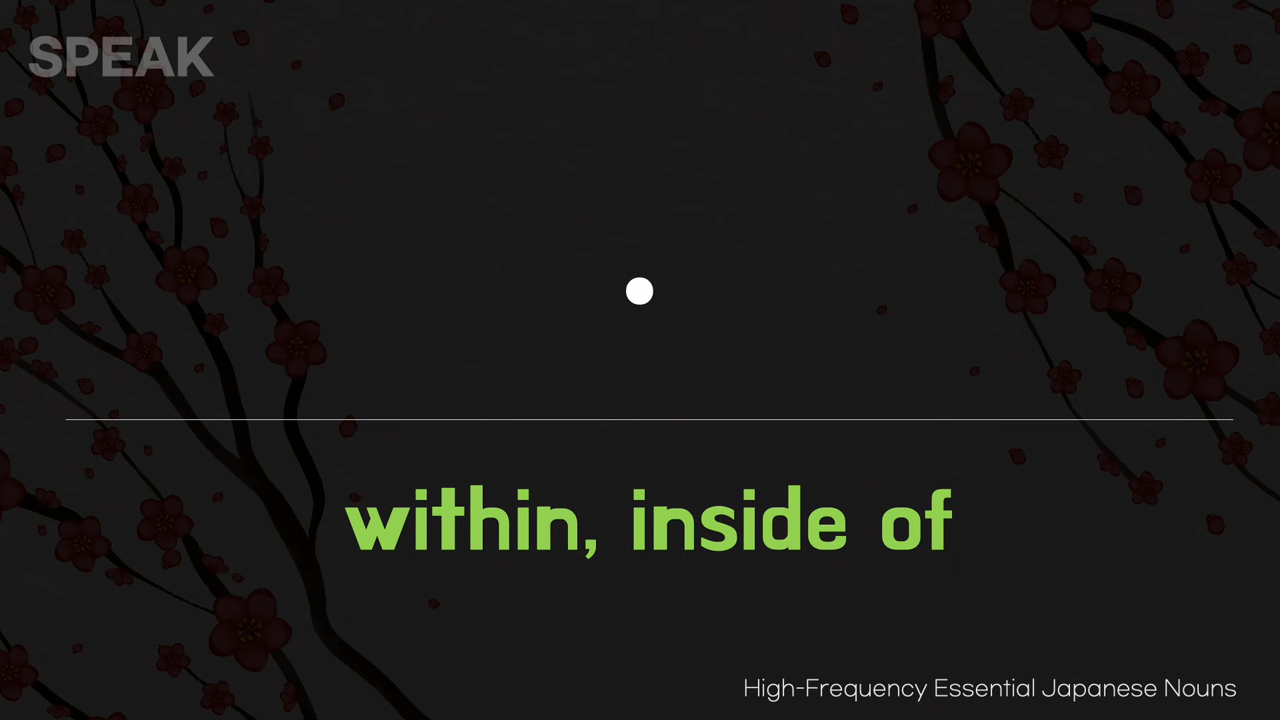 SPEAK
within, inside of
High-Frequency Essential Japanese Nouns